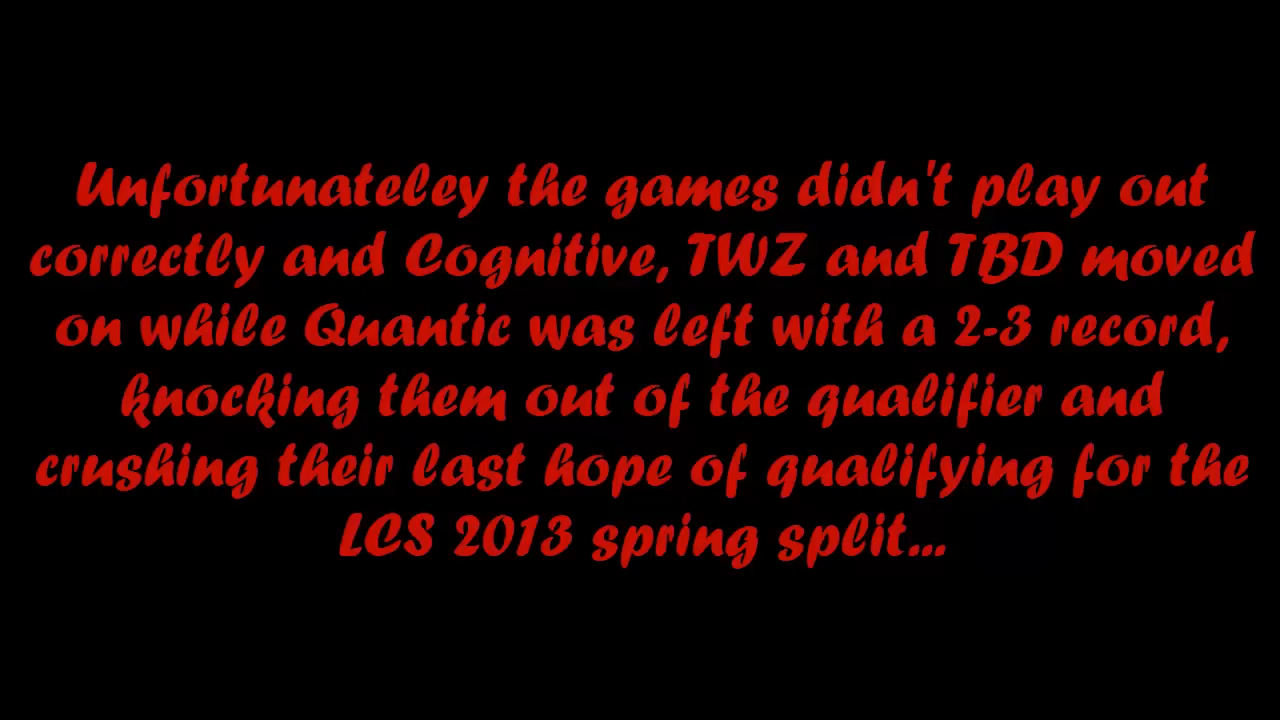 Unfortunateley the games didn't play out
correctly and Cognitive, TWZ and TBD moved
on while Quantic was left with a 2-3 record,
knocking them out of the qualifier and
crushing their last hope of qualifying for the
LCS 2013 spring split...